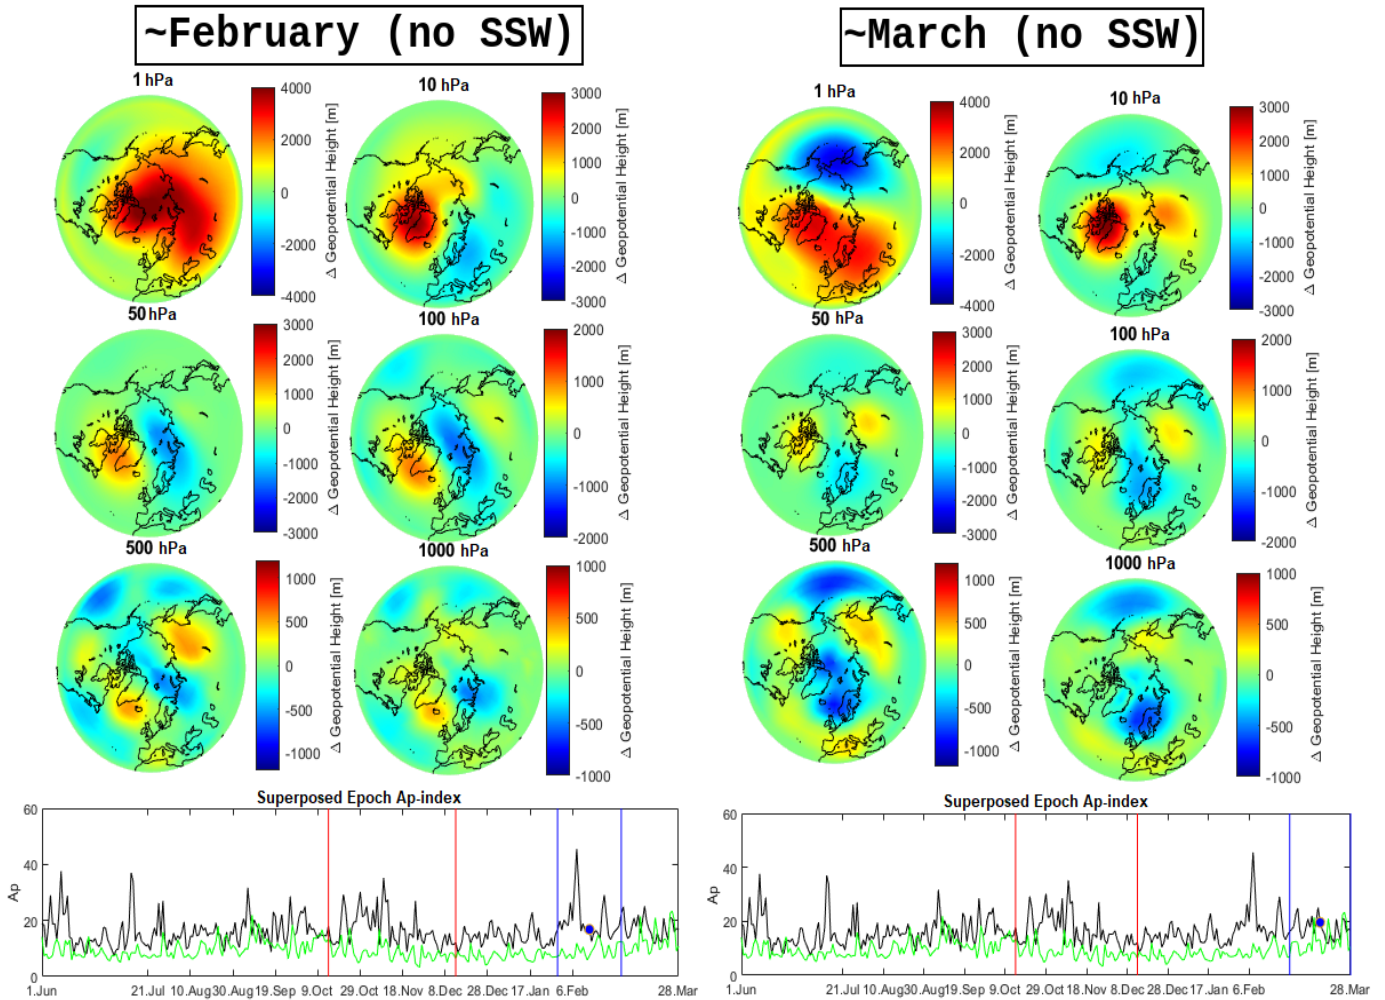 ~February (no SSW)
1 hPa
4000
2000
0
-2000
-4000
Δ Geopotential Height [m]
10 hPa
3000
2000
1000
0
-1000
-2000
-3000
Δ Geopotential Height [m]
50 hPa
3000
2000
1000
0
-1000
-2000
-3000
Δ Geopotential Height [m]
100 hPa
2000
1000
0
-1000
-2000
Δ Geopotential Height [m]
500 hPa
1000
500
0
-500
-1000
Δ Geopotential Height [m]
1000 hPa
1000
500
0
-500
-1000
Δ Geopotential Height [m]
Superposed Epoch Ap-index
Ap
60
40
20
0
1.Jun 21.Jul 10.Aug 30.Aug 19.Sep 9.Oct 29.Oct 18.Nov 8.Dec 28.Dec 17.Jan 6.Feb 28.Mar
~March (no SSW)
1 hPa
4000
2000
0
-2000
-4000
Δ Geopotential Height [m]
10 hPa
3000
2000
1000
0
-1000
-2000
-3000
Δ Geopotential Height [m]
50 hPa
3000
2000
1000
0
-1000
-2000
-3000
Δ Geopotential Height [m]
100 hPa
2000
1000
0
-1000
-2000
Δ Geopotential Height [m]
500 hPa
1000
500
0
-500
-1000
Δ Geopotential Height [m]
1000 hPa
1000
500
0
-500
-1000
Δ Geopotential Height [m]
Superposed Epoch Ap-index
Ap
60
40
20
0
1.Jun 21.Jul 10.Aug 30.Aug 19.Sep 9.Oct 29.Oct 18.Nov 8.Dec 28.Dec 17.Jan 6.Feb 28.Mar